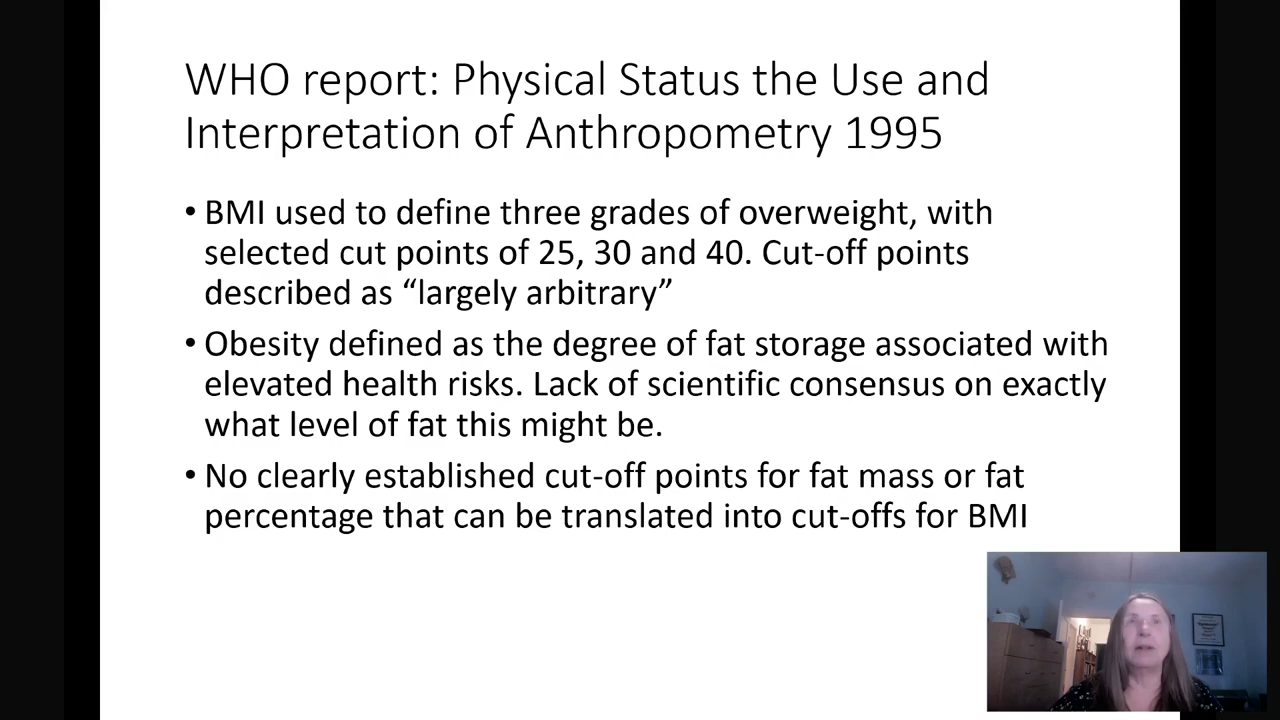 WHO report: Physical Status the Use and
Interpretation of Anthropometry 1995
• BMI used to define three grades of overweight, with
selected cut points of 25, 30 and 40. Cut-off points
described as “largely arbitrary”
• Obesity defined as the degree of fat storage associated with
elevated health risks. Lack of scientific consensus on exactly
what level of fat this might be.
• No clearly established cut-off points for fat mass or fat
percentage that can be translated into cut-offs for BMI